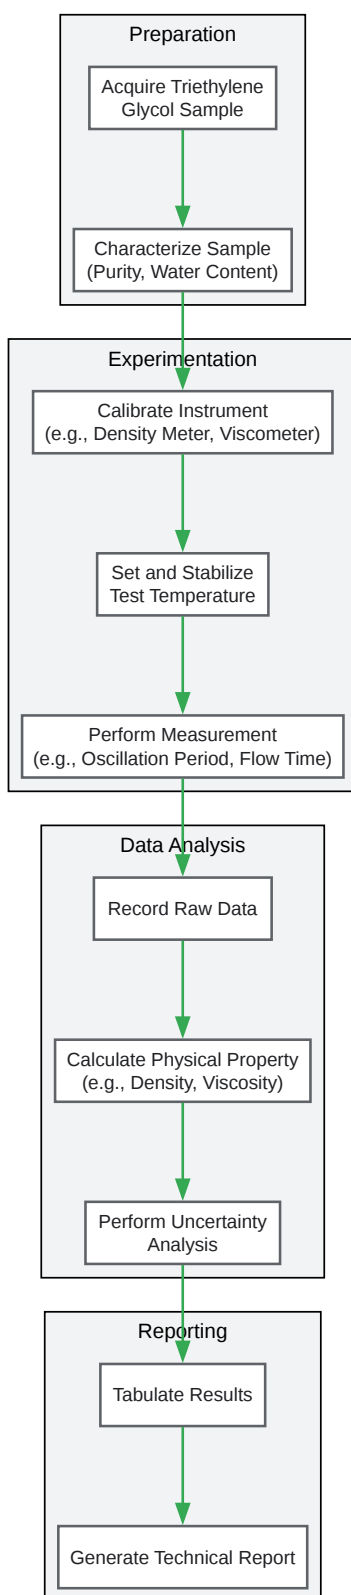 Preparation
Acquire Triethylene
Glycol Sample
Characterize Sample
(Purity, Water Content)
Experimentation
Calibrate Instrument
(e.g., Density Meter, Viscometer)
Set and Stabilize
Test Temperature
Perform Measurement
(e.g., Oscillation Period, Flow Time)
Data Analysis
Record Raw Data
Calculate Physical Property
(e.g., Density, Viscosity)
Perform Uncertainty
Analysis
Reporting
Tabulate Results
Generate Technical Report